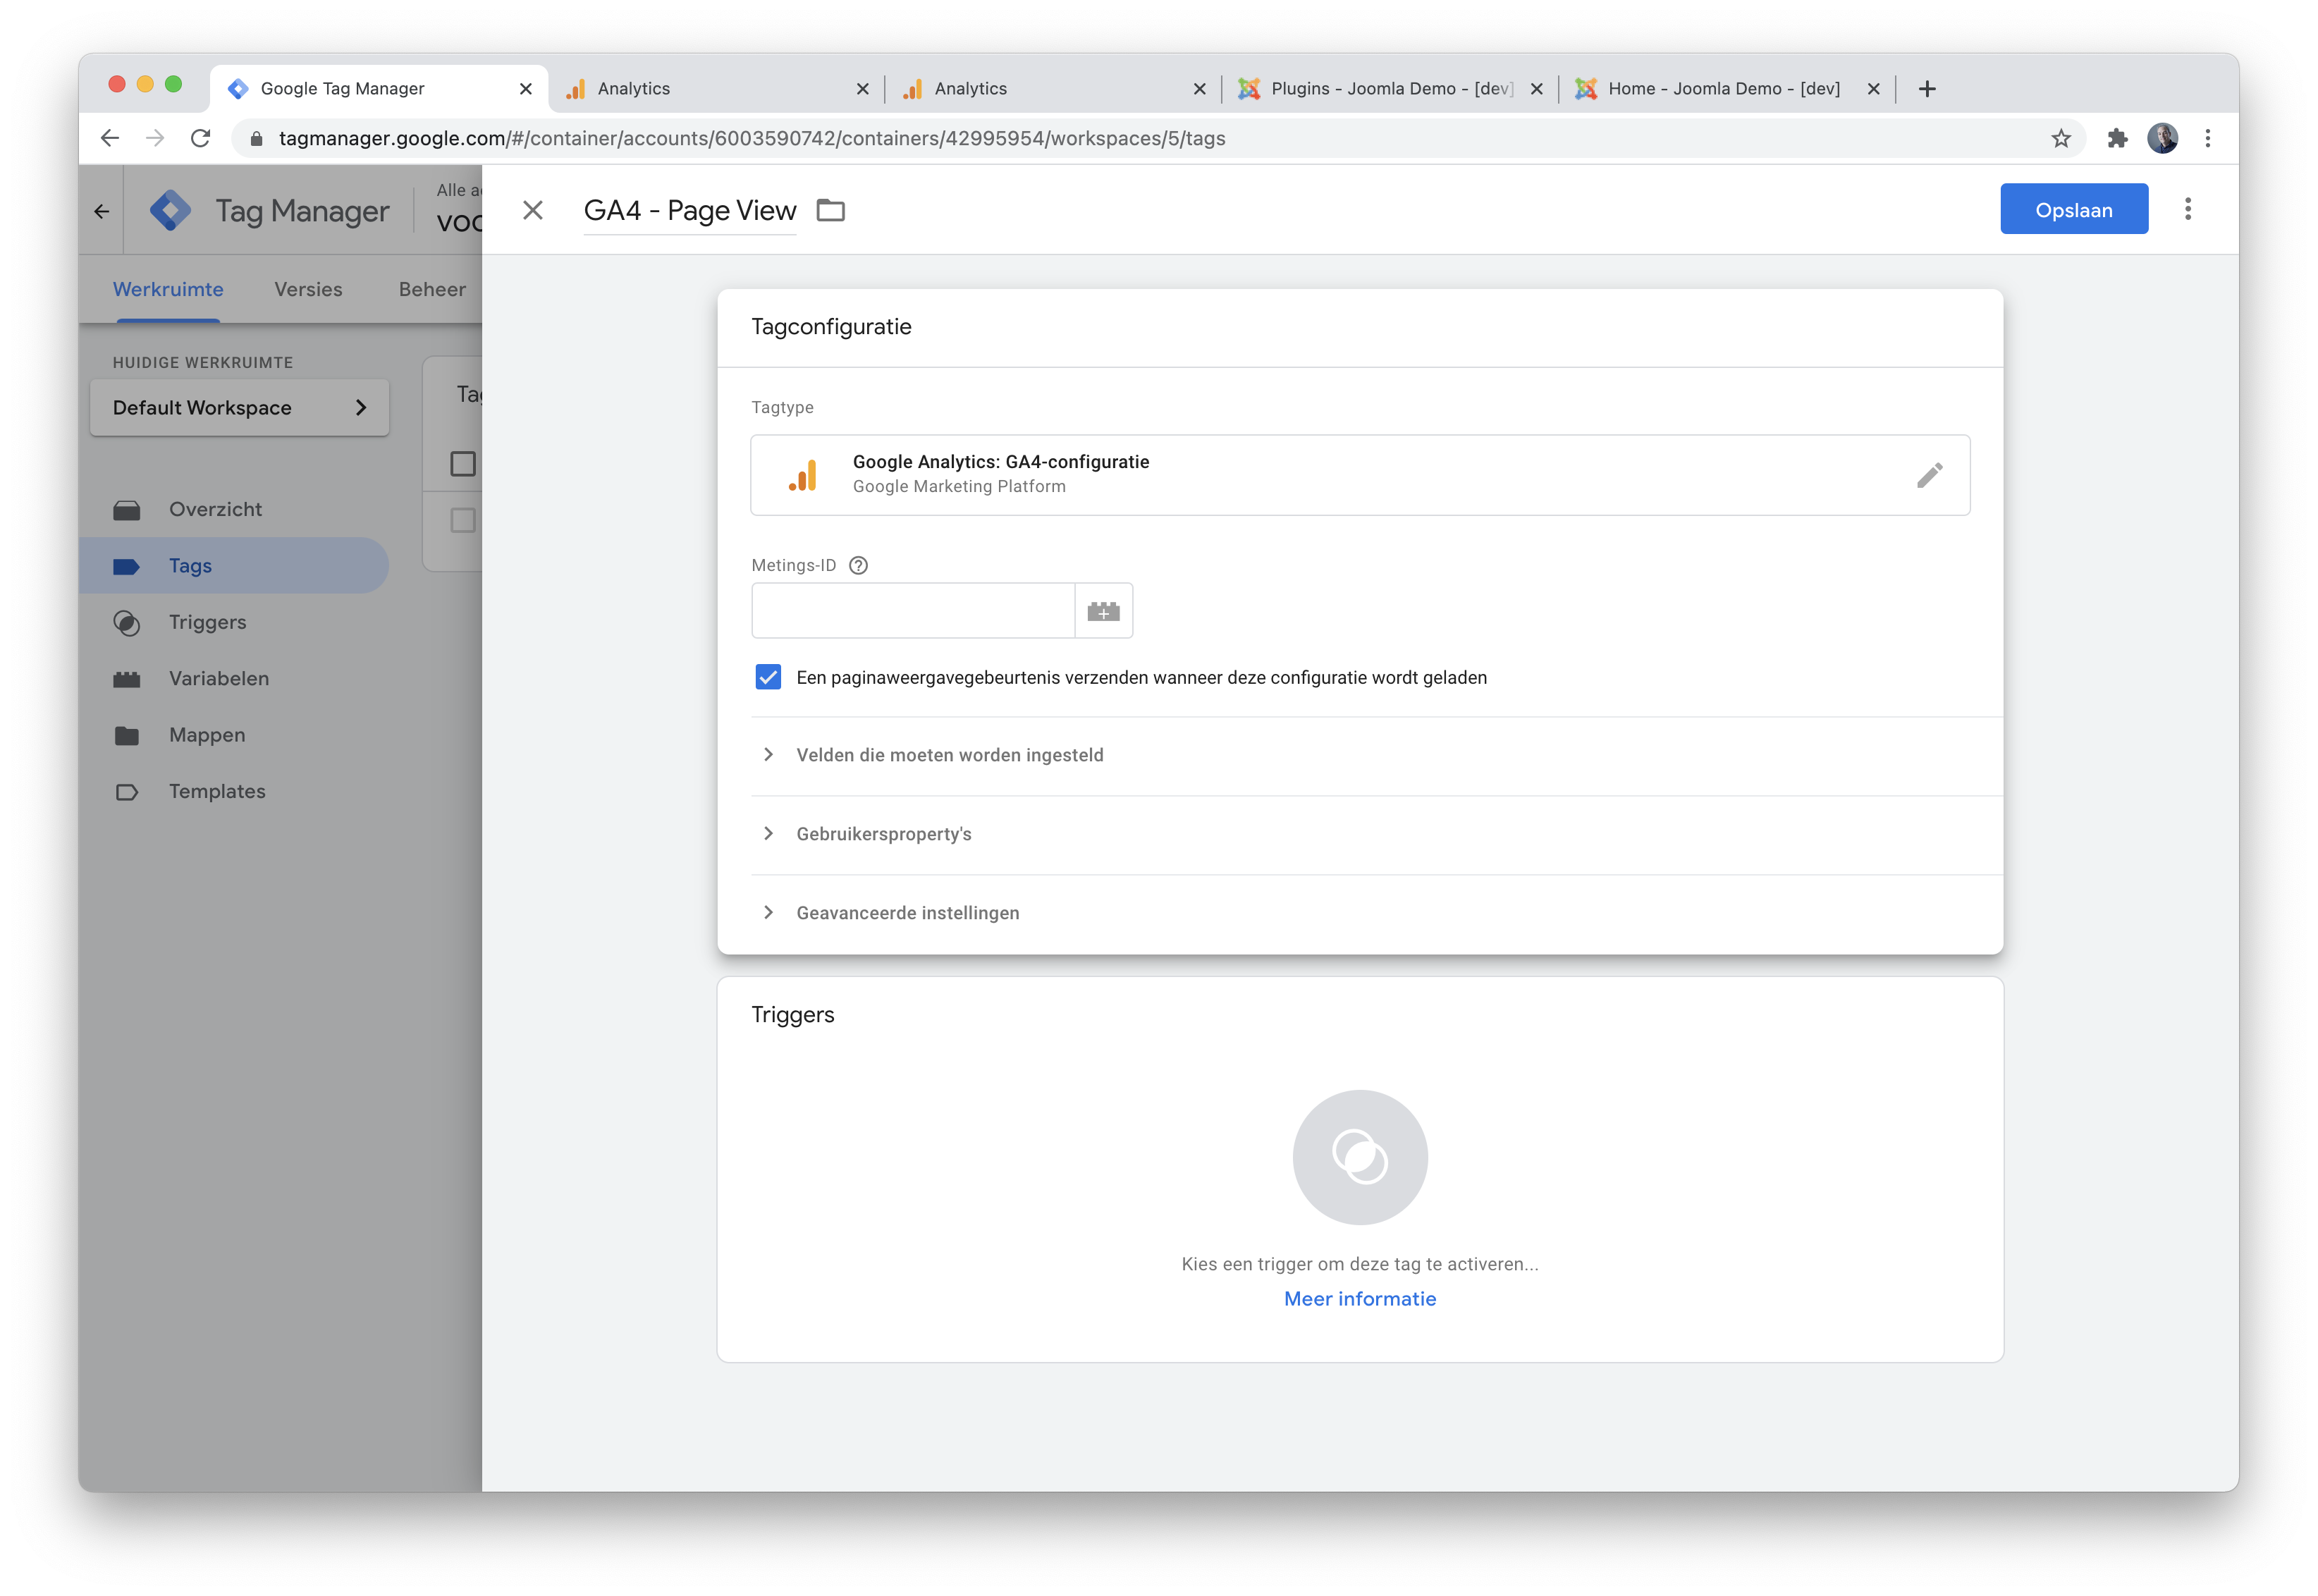 Google Tag Manager
Analytics
Analytics
Plugins - Joomla Demo - [dev]
Home - Joomla Demo - [dev]
tagmanager.google.com/#/container/accounts/6003590742/containers/42995954/workspaces/5/tags
Tag Manager
Alle
GA4 - Page View
Opslaan
Werkruimte
Versies
Beheer
HUIDIGE WERKRUIMTE
Default Workspace
Overzicht
Tags
Triggers
Variabelen
Mappen
Templates
Tagconfiguratie
Tagtype
Google Analytics: GA4-configuratie
Google Marketing Platform
Metings-ID
Een paginaweergavegebeurtenis verzenden wanneer deze configuratie wordt geladen
Velden die moeten worden ingesteld
Gebruikersproperty's
Geavanceerde instellingen
Triggers
Kies een trigger om deze tag te activeren...
Meer informatie